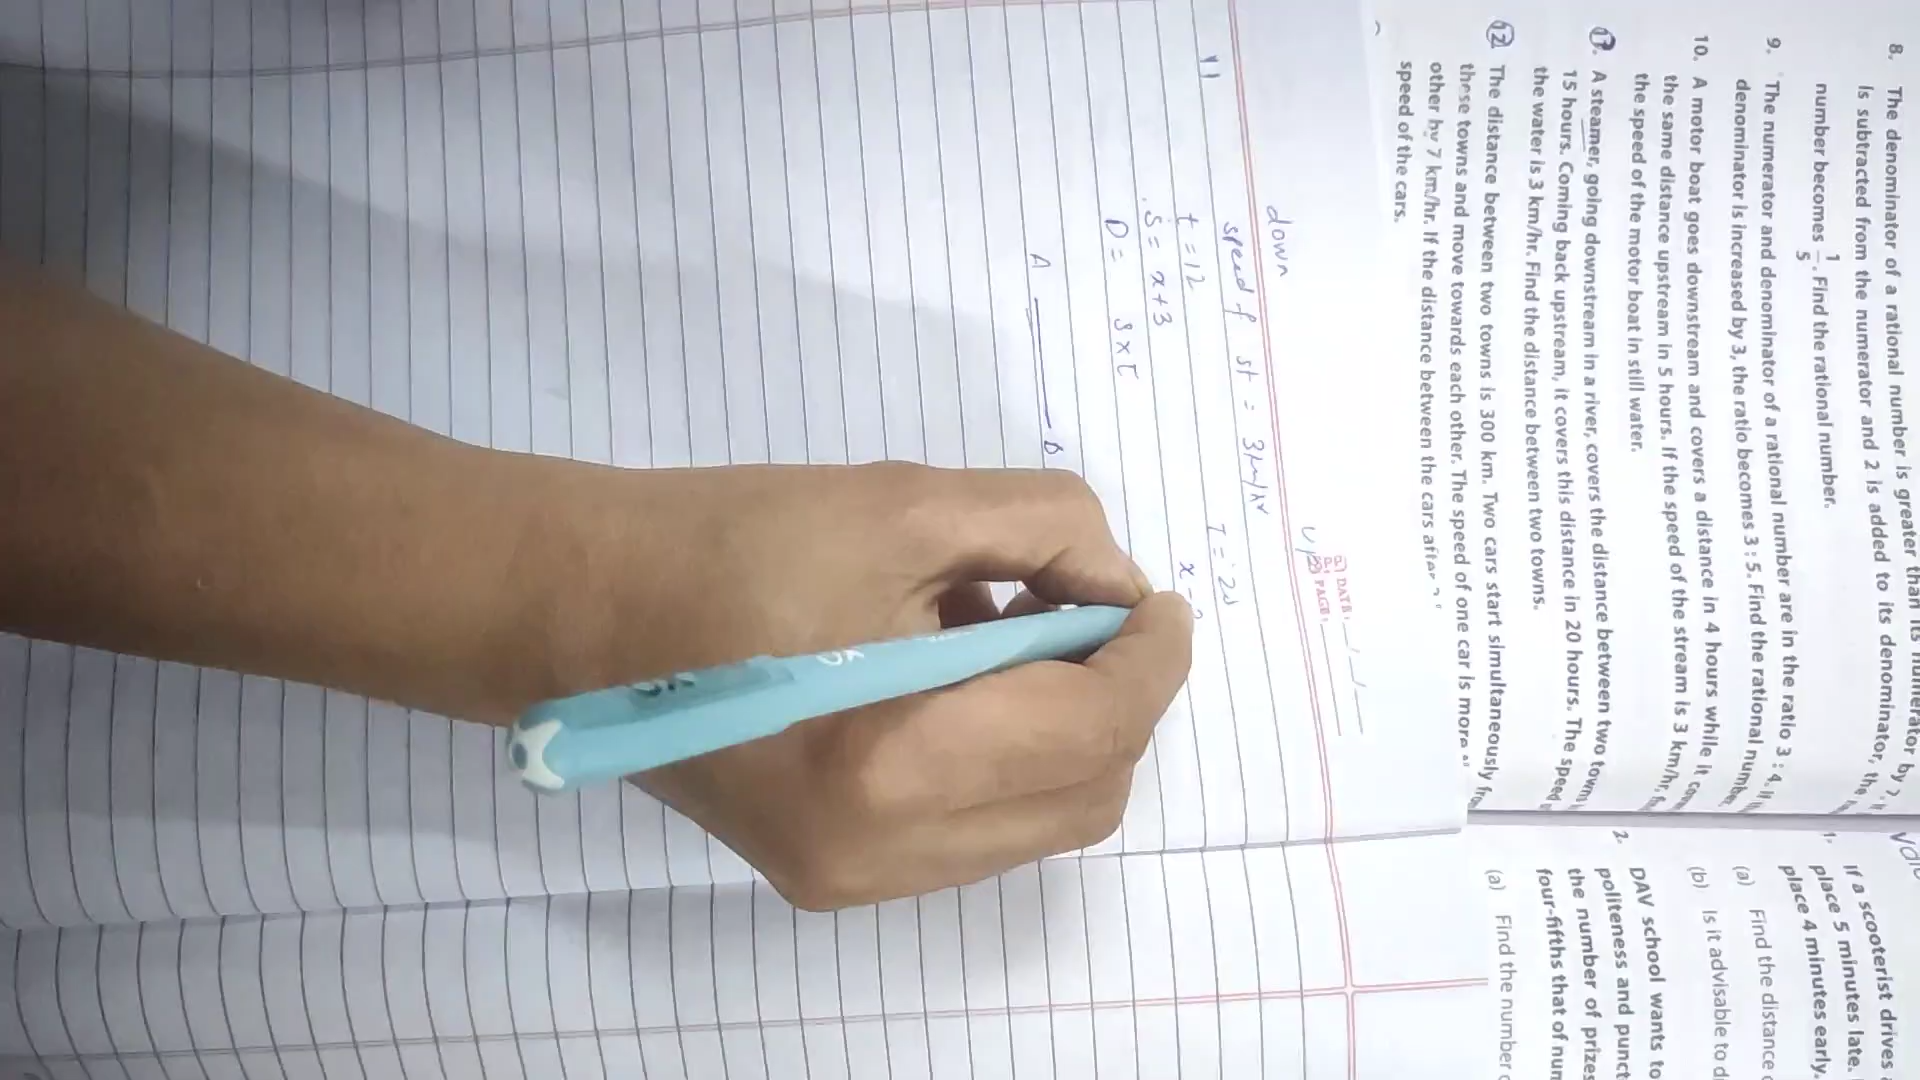 8. The denominator of a rational number is greater than its numerator by 7. If
is subtracted from the numerator and 2 is added to its denominator, the
number becomes 1/5. Find the rational number.
9. The numerator and denominator of a rational number are in the ratio 3 : 4. If
denominator is increased by 3, the ratio becomes 3 : 5. Find the rational number
10. A motor boat goes downstream and covers a distance in 4 hours while it
the same distance upstream in 5 hours. If the speed of the stream is 3 km/hr,
the speed of the motor boat in still water.
A steamer, going downstream in a river, covers the distance between two towns
15 hours. Coming back upstream, it covers this distance in 20 hours. The speed
the water is 3 km/hr. Find the distance between two towns.
12. The distance between two towns is 300 km. Two cars start simultaneously
these towns and move towards each other. The speed of one car is more
other by 7 km/hr. If the distance between the cars after
speed of the cars.
1. If a scooterist drives
place 5 minutes late.
place 4 minutes early.
(a) Find the distance
(b) Is it advisable to
2. DAV school wants to
politeness and punct
the number of prizes
four-fifths that of num
(a) Find the number
DATE:
PAGE:
down
up
11
speed of st = 3
T = 20
t = 12
S = x+3
D = S x t
A